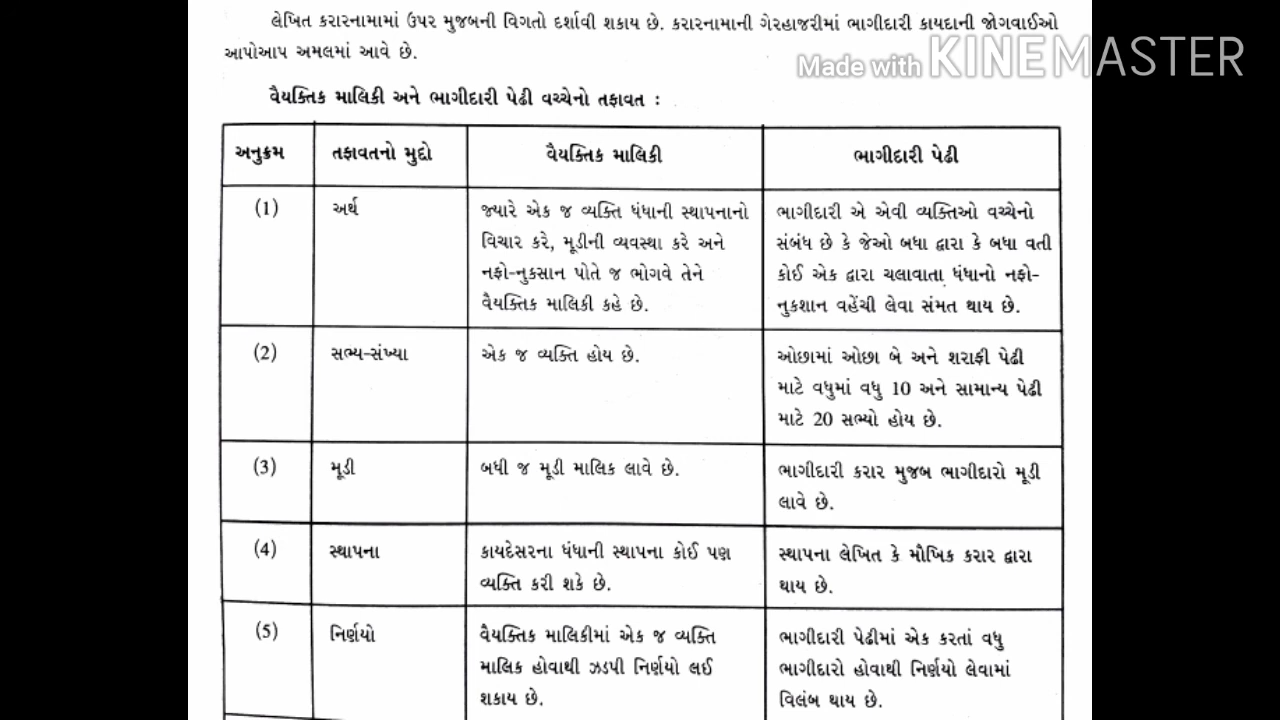 લેખિત કરારનામામાં ઉપર મુજબની વિગતો દર્શાવી શકાય છે. કરારનામાની ગેરહાજરીમાં ભાગીદારી કાયદાની જોગવાઈઓ
આપોઆપ અમલમાં આવે છે.
Made with KINEMASTER
વૈયક્તિક માલિકી અને ભાગીદારી પેઢી વચ્ચેનો તફાવત :
અનુક્રમ
તફાવતનો મુદ્દો
વૈયક્તિક માલિકી
ભાગીદારી પેઢી
(1)
અર્થ
જ્યારે એક જ વ્યક્તિ ધંધાની સ્થાપનાનો
વિચાર કરે, મૂડીની વ્યવસ્થા કરે અને
નફો-નુકસાન પોતે જ ભોગવે તેને
વૈયક્તિક માલિકી કહે છે.
ભાગીદારી એ એવી વ્યક્તિઓ વચ્ચેનો
સંબંધ છે કે જેઓ બધા દ્વારા કે બધા વતી
કોઈ એક દ્વારા ચલાવાતા ધંધાનો નફો-
નુકશાન વહેંચી લેવા સંમત થાય છે.
(2)
સભ્ય-સંખ્યા
એક જ વ્યક્તિ હોય છે.
ઓછામાં ઓછા બે અને શરાફી પેઢી
માટે વધુમાં વધુ 10 અને સામાન્ય પેઢી
માટે 20 સભ્યો હોય છે.
(3)
મૂડી
બધી જ મૂડી માલિક લાવે છે.
ભાગીદારી કરાર મુજબ ભાગીદારો મૂડી
લાવે છે.
(4)
સ્થાપના
કાયદેસરના ધંધાની સ્થાપના કોઈ પણ
વ્યક્તિ કરી શકે છે.
સ્થાપના લેખિત કે મૌખિક કરાર દ્વારા
થાય છે.
(5)
નિર્ણયો
વૈયક્તિક માલિકીમાં એક જ વ્યક્તિ
માલિક હોવાથી ઝડપી નિર્ણયો લઈ
શકાય છે.
ભાગીદારી પેઢીમાં એક કરતાં વધુ
ભાગીદારો હોવાથી નિર્ણયો લેવામાં
વિલંબ થાય છે.